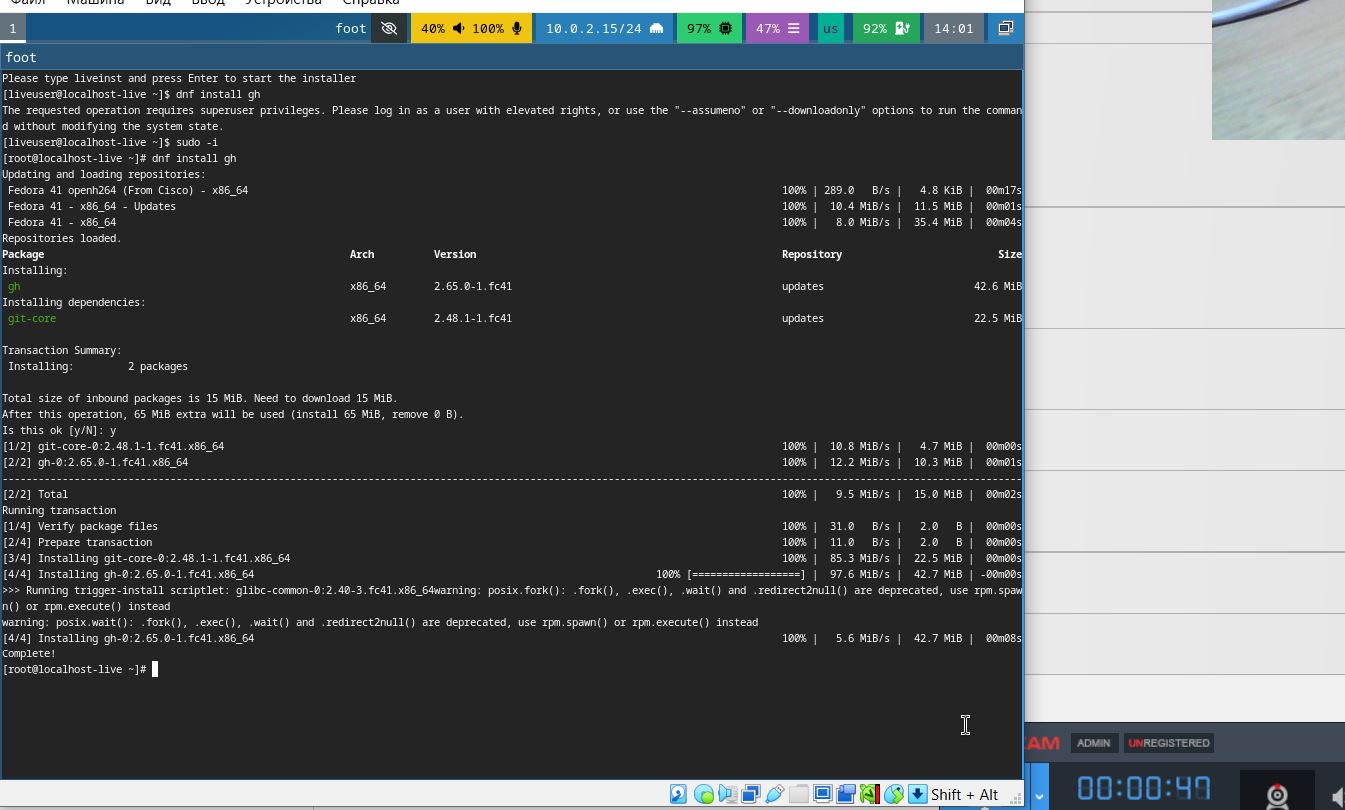 Файл Машина Вид Ввод Устройства Справка
1 foot 40% 100% 10.0.2.15/24 97% 47% us 92% 14:01
foot
Please type liveinst and press Enter to start the installer
[liveuser@localhost-live ~]$ dnf install gh
The requested operation requires superuser privileges. Please log in as a user with elevated rights, or use the "--assumeno" or "--downloadonly" options to run the comman
d without modifying the system state.
[liveuser@localhost-live ~]$ sudo -i
[root@localhost-live ~]# dnf install gh
Updating and loading repositories:
Fedora 41 openh264 (From Cisco) - x86_64 100% | 289.0 B/s | 4.8 KiB | 00m17s
Fedora 41 - x86_64 - Updates 100% | 10.4 MiB/s | 11.5 MiB | 00m01s
Fedora 41 - x86_64 100% | 8.0 MiB/s | 35.4 MiB | 00m04s
Repositories loaded.
Package Arch Version Repository Size
Installing:
gh x86_64 2.65.0-1.fc41 updates 42.6 MiB
Installing dependencies:
git-core x86_64 2.48.1-1.fc41 updates 22.5 MiB
Transaction Summary:
Installing: 2 packages
Total size of inbound packages is 15 MiB. Need to download 15 MiB.
After this operation, 65 MiB extra will be used (install 65 MiB, remove 0 B).
Is this ok [y/N]: y
[1/2] git-core-0:2.48.1-1.fc41.x86_64 100% | 10.8 MiB/s | 4.7 MiB | 00m00s
[2/2] gh-0:2.65.0-1.fc41.x86_64 100% | 12.2 MiB/s | 10.3 MiB | 00m01s
[2/2] Total 100% | 9.5 MiB/s | 15.0 MiB | 00m02s
Running transaction
[1/4] Verify package files 100% | 31.0 B/s | 2.0 B | 00m00s
[2/4] Prepare transaction 100% | 11.0 B/s | 2.0 B | 00m00s
[3/4] Installing git-core-0:2.48.1-1.fc41.x86_64 100% | 85.3 MiB/s | 22.5 MiB | 00m00s
[4/4] Installing gh-0:2.65.0-1.fc41.x86_64 100% [==================] | 97.6 MiB/s | 42.7 MiB | -00m00s
>>> Running trigger-install scriptlet: glibc-common-0:2.40-3.fc41.x86_64warning: posix.fork(): .fork(), .exec(), .wait() and .redirect2null() are deprecated, use rpm.spaw
n() or rpm.execute() instead
warning: posix.wait(): .fork(), .exec(), .wait() and .redirect2null() are deprecated, use rpm.spawn() or rpm.execute() instead
[4/4] Installing gh-0:2.65.0-1.fc41.x86_64 100% | 5.6 MiB/s | 42.7 MiB | 00m08s
Complete!
[root@localhost-live ~]#
CAM ADMIN UNREGISTERED
00:00:47
Shift + Alt